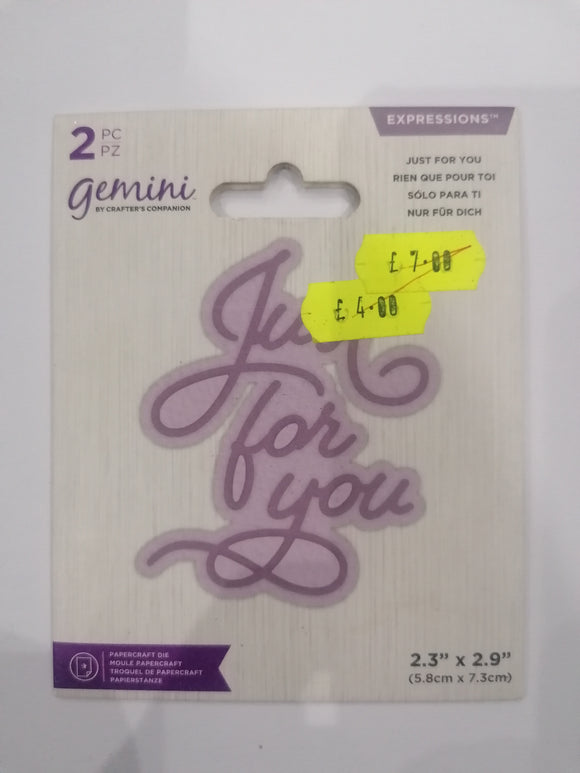 2 PC
PZ
gemini
BY CRAFTER'S COMPANION
EXPRESSIONS™
JUST FOR YOU
RIEN QUE POUR TOI
SÓLO PARA TI
NUR FÜR DICH
£ 7.00
£ 4.00
Just
for
you
PAPERCRAFT DIE
MOULE PAPERCRAFT
TROQUEL DE PAPERCRAFT
PAPIERSTANZE
2.3” x 2.9”
(5.8cm x 7.3cm)